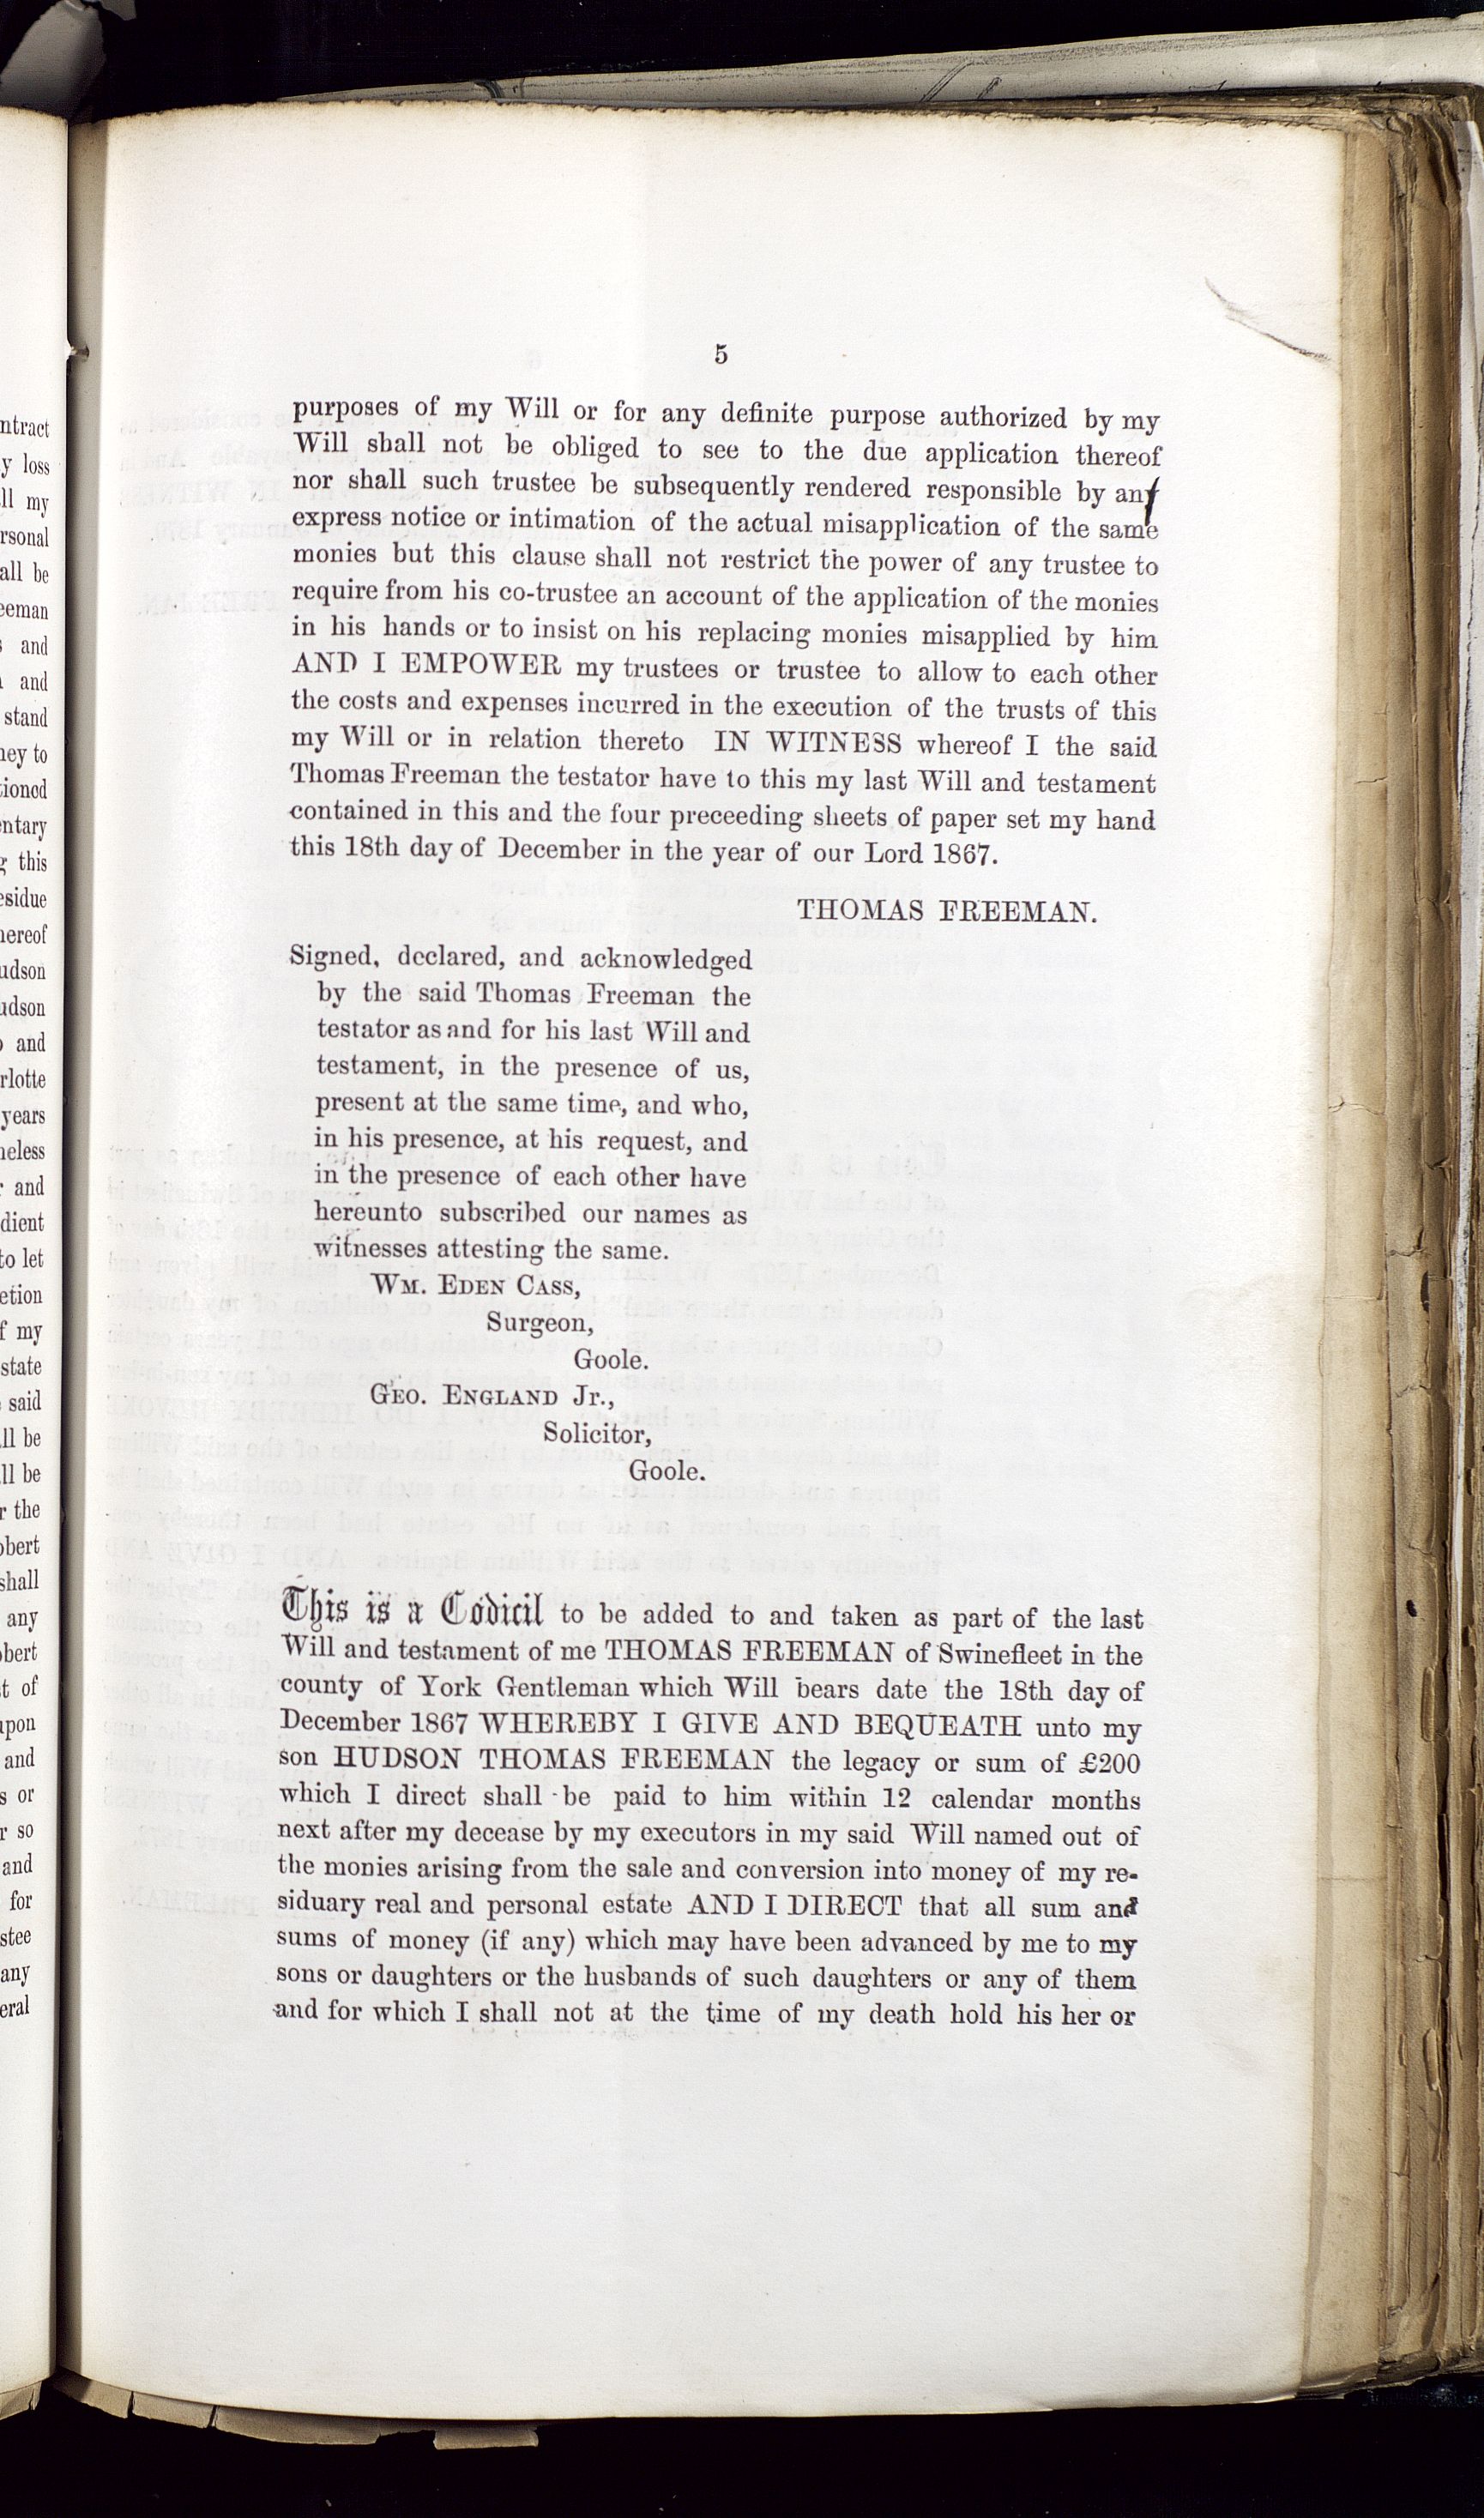 5
purposes of my Will or for any definite purpose authorized by my
Will shall not be obliged to see to the due application thereof
nor shall such trustee be subsequently rendered responsible by any
express notice or intimation of the actual misapplication of the same
monies but this clause shall not restrict the power of any trustee to
require from his co-trustee an account of the application of the monies
in his hands or to insist on his replacing monies misapplied by him
AND I EMPOWER my trustees or trustee to allow to each other
the costs and expenses incurred in the execution of the trusts of this
my Will or in relation thereto IN WITNESS whereof I the said
Thomas Freeman the testator have to this my last Will and testament
contained in this and the four preceeding sheets of paper set my hand
this 18th day of December in the year of our Lord 1867.
THOMAS FREEMAN.
Signed, declared, and acknowledged
by the said Thomas Freeman the
testator as and for his last Will and
testament, in the presence of us,
present at the same time, and who,
in his presence, at his request, and
in the presence of each other have
hereunto subscribed our names as
witnesses attesting the same.
WM. EDEN CASS,
Surgeon,
Goole.
GEO. ENGLAND Jr.,
Solicitor,
Goole.
This is a Codicil to be added to and taken as part of the last
Will and testament of me THOMAS FREEMAN of Swinefleet in the
county of York Gentleman which Will bears date the 18th day of
December 1867 WHEREBY I GIVE AND BEQUEATH unto my
son HUDSON THOMAS FREEMAN the legacy or sum of £200
which I direct shall be paid to him within 12 calendar months
next after my decease by my executors in my said Will named out of
the monies arising from the sale and conversion into money of my re-
siduary real and personal estate AND I DIRECT that all sum and
sums of money (if any) which may have been advanced by me to my
sons or daughters or the husbands of such daughters or any of them
and for which I shall not at the time of my death hold his her or